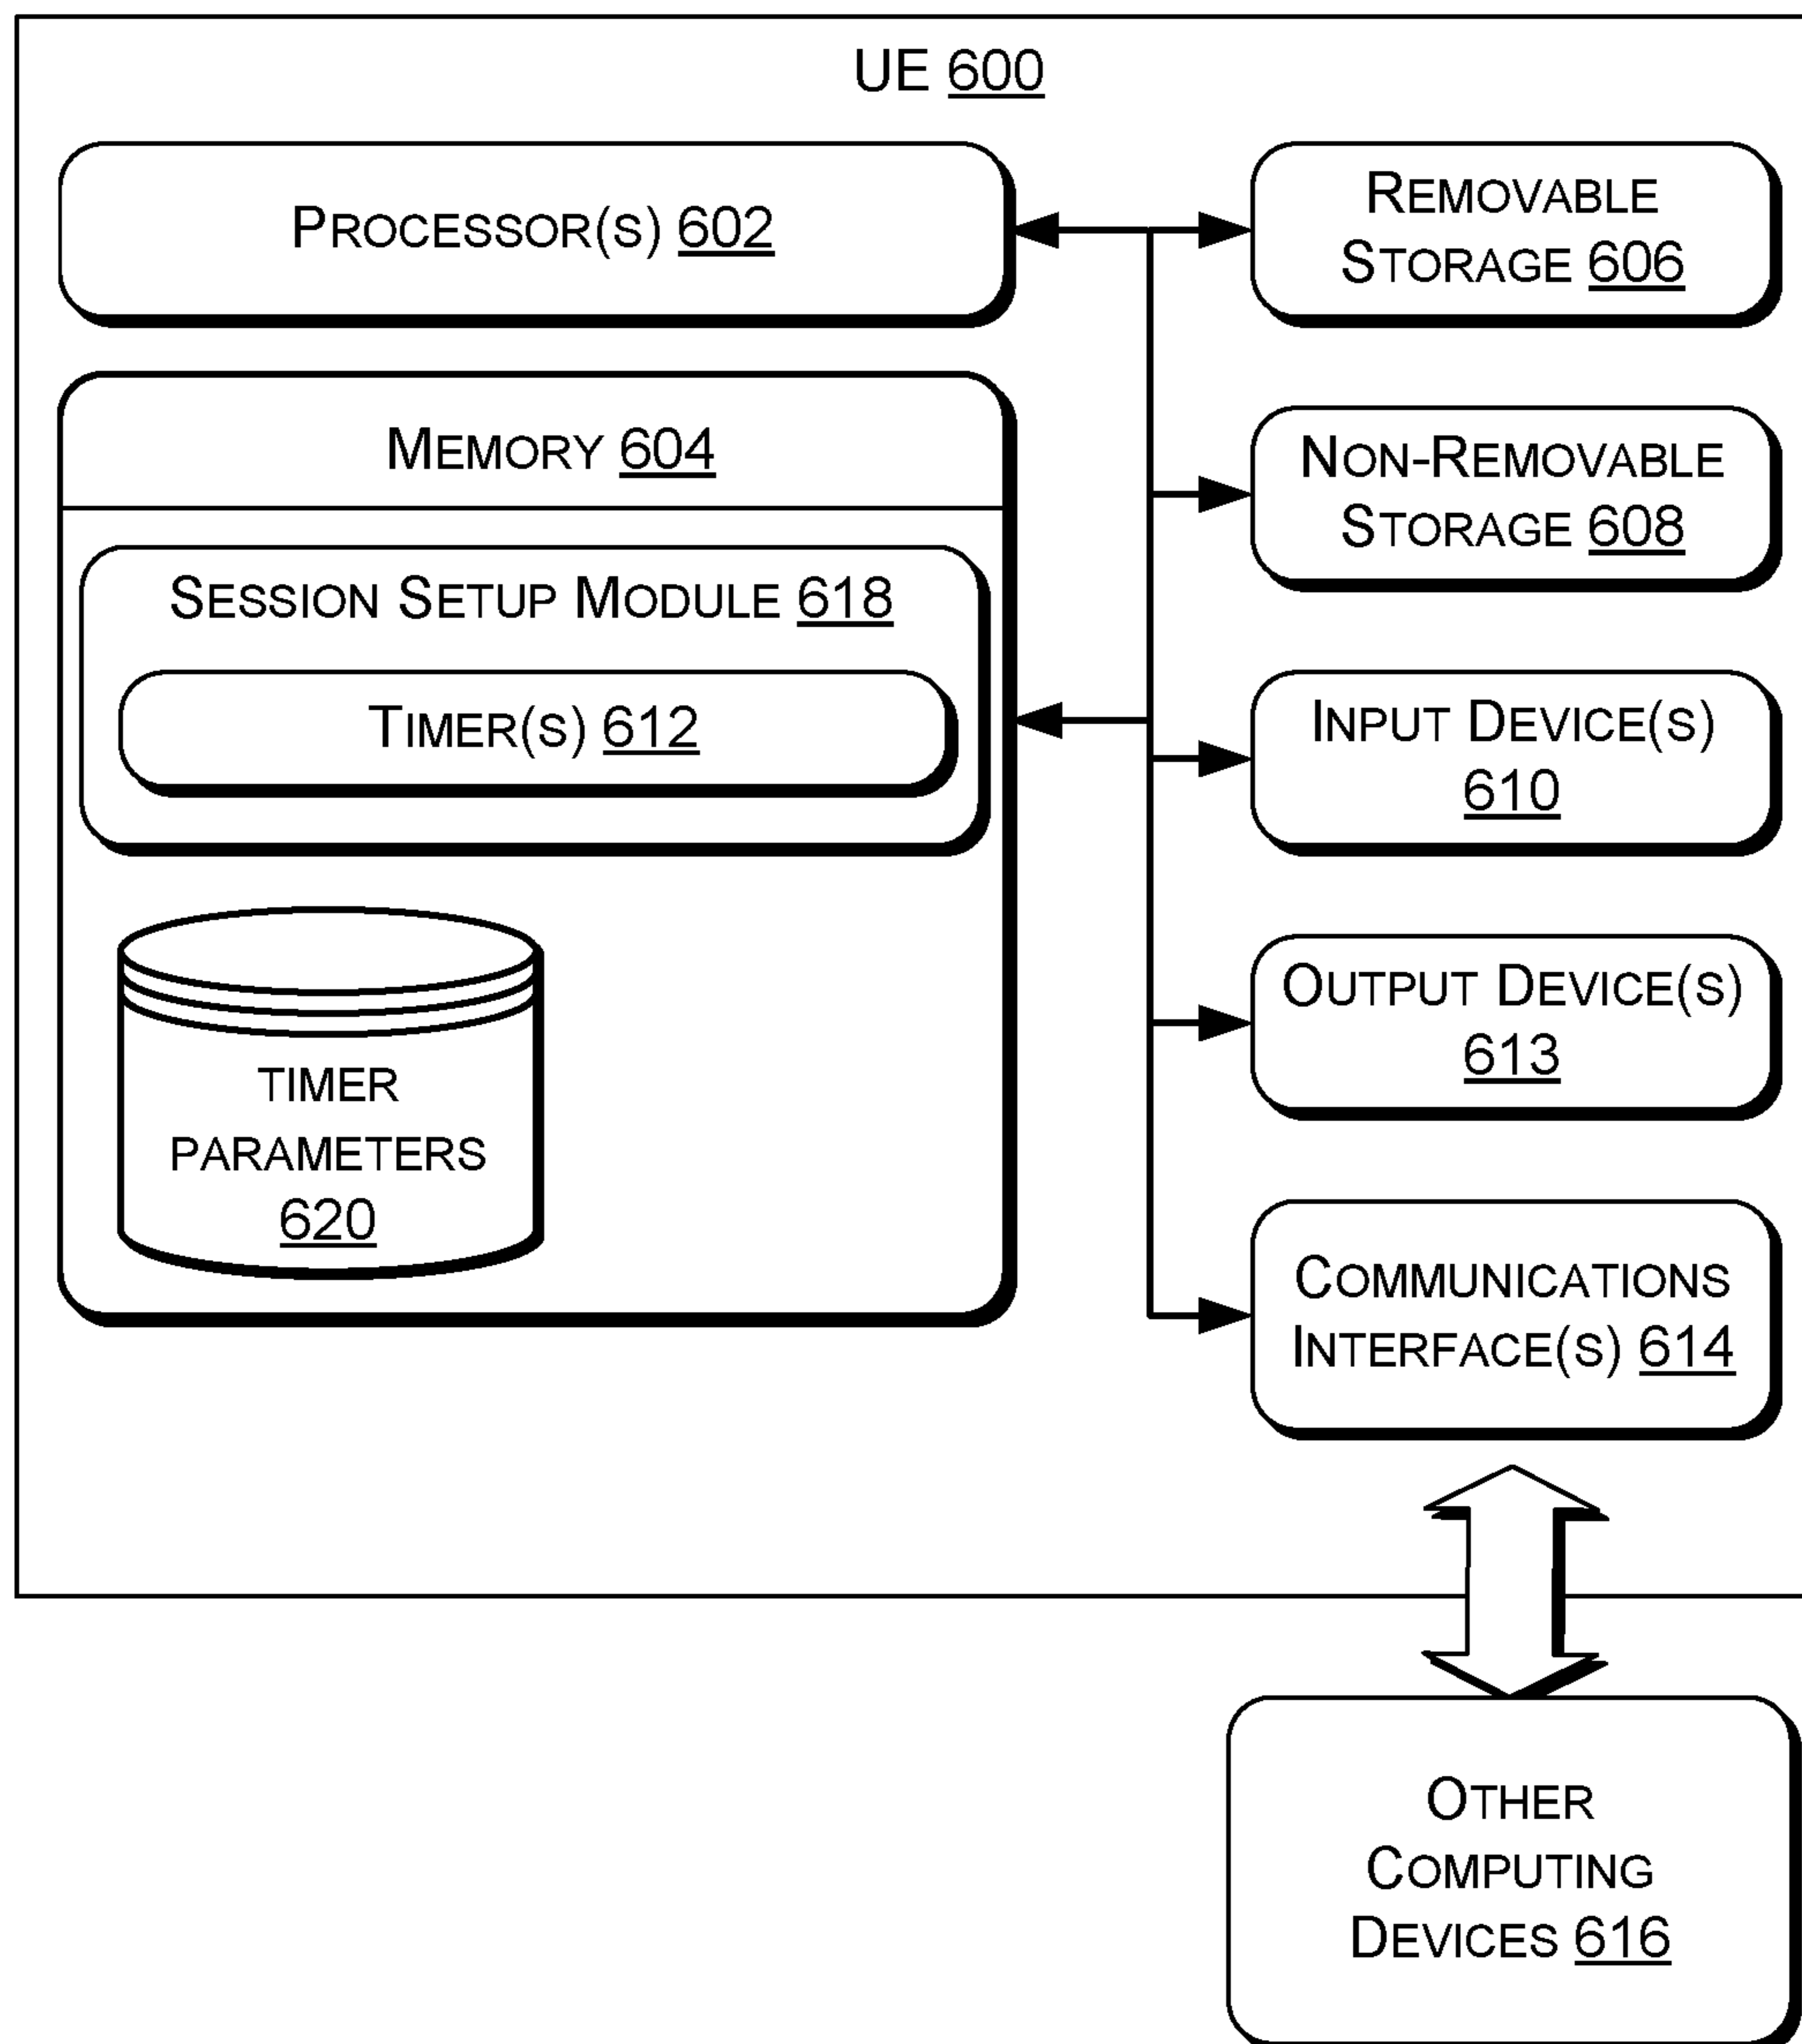 UE 600
PROCESSOR(S) 602
MEMORY 604
SESSION SETUP MODULE 618
TIMER(S) 612
TIMER
PARAMETERS
620
REMOVABLE
STORAGE 606
NON-REMOVABLE
STORAGE 608
INPUT DEVICE(S)
610
OUTPUT DEVICE(S)
613
COMMUNICATIONS
INTERFACE(S) 614
OTHER
COMPUTING
DEVICES 616